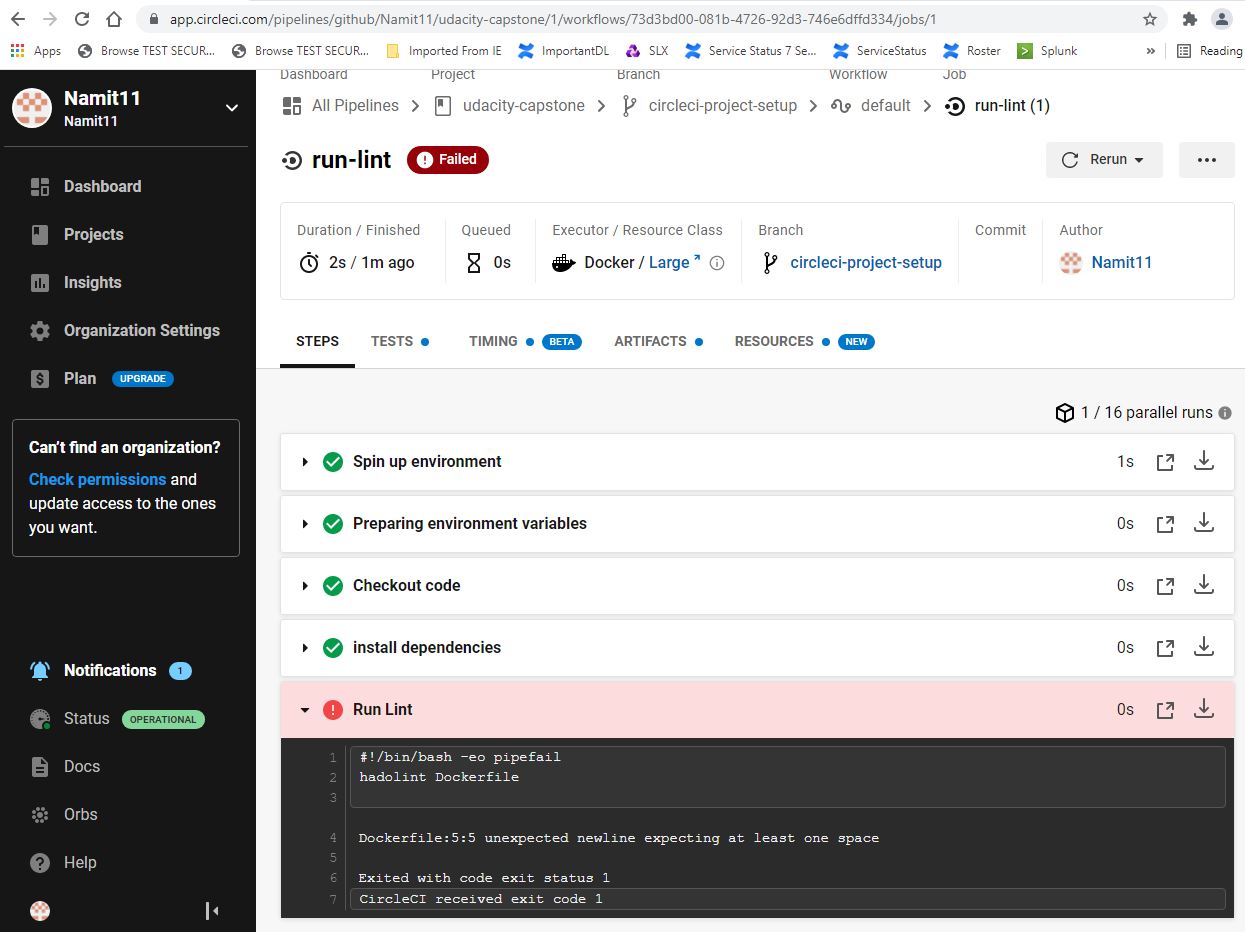 app.circleci.com/pipelines/github/Namit11/udacity-capstone/1/workflows/73d3bd00-081b-4726-92d3-746e6dffd334/jobs/1
Apps Browse TEST SECUR... Browse TEST SECUR... Imported From IE ImportantDL SLX Service Status 7 Se... ServiceStatus Roster Splunk » Reading
Namit11
Namit11
Dashboard
Projects
Insights
Organization Settings
Plan UPGRADE
Can't find an organization?
Check permissions and
update access to the ones
you want.
Notifications 1
Status OPERATIONAL
Docs
Orbs
Help
Dashboard Project Branch Workflow Job
All Pipelines udacity-capstone circleci-project-setup default run-lint (1)
run-lint Failed Rerun
Duration / Finished Queued Executor / Resource Class Branch Commit Author
2s / 1m ago 0s Docker / Large circleci-project-setup Namit11
STEPS TESTS TIMING BETA ARTIFACTS RESOURCES NEW
1 / 16 parallel runs
Spin up environment 1s
Preparing environment variables 0s
Checkout code 0s
install dependencies 0s
Run Lint 0s
1 #!/bin/bash -eo pipefail
2 hadolint Dockerfile
3
4 Dockerfile:5:5 unexpected newline expecting at least one space
5
6 Exited with code exit status 1
7 CircleCI received exit code 1